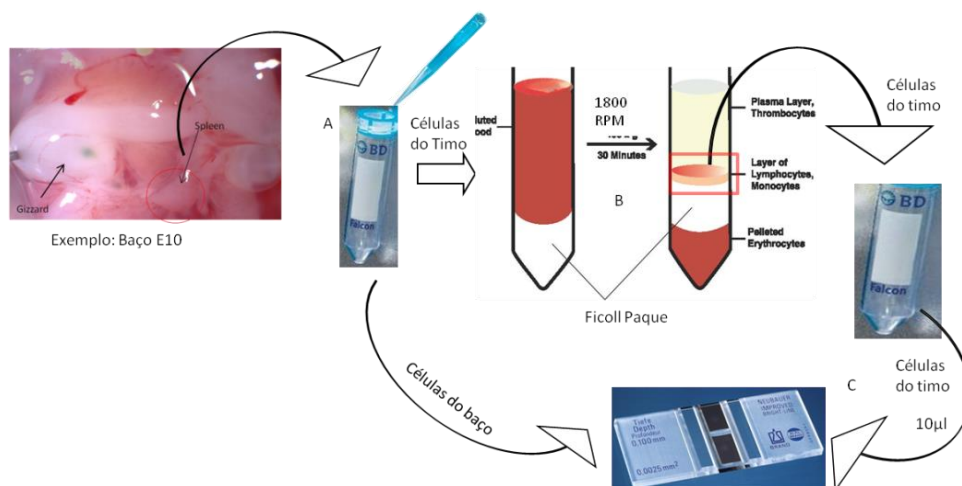 Spleen
Gizzard
Exemplo: Baço E10
A
BD
Falcon
Células
do Timo
1800
RPM
30 Minutes
B
Plasma Layer,
Thrombocytes
Layer of
Lymphocytes,
Monocytes
Pelleted
Erythrocytes
Ficoll Paque
Células
do timo
BD
Falcon
Células
do timo
10µl
C
Células do baço
Tiefe
Depth
Profondeur
0.100 mm
0.0025 mm²
NEUBAUER
IMPROVED
BRIGHT-LINE
BRAND